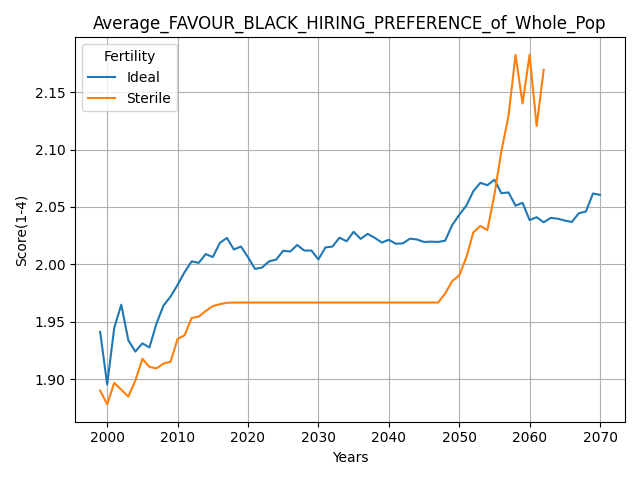 Average_FAVOUR_BLACK_HIRING_PREFERENCE_of_Whole_Pop
Fertility
Ideal
Sterile
Score(1-4)
2.15
2.10
2.05
2.00
1.95
1.90
2000 2010 2020 2030 2040 2050 2060 2070
Years